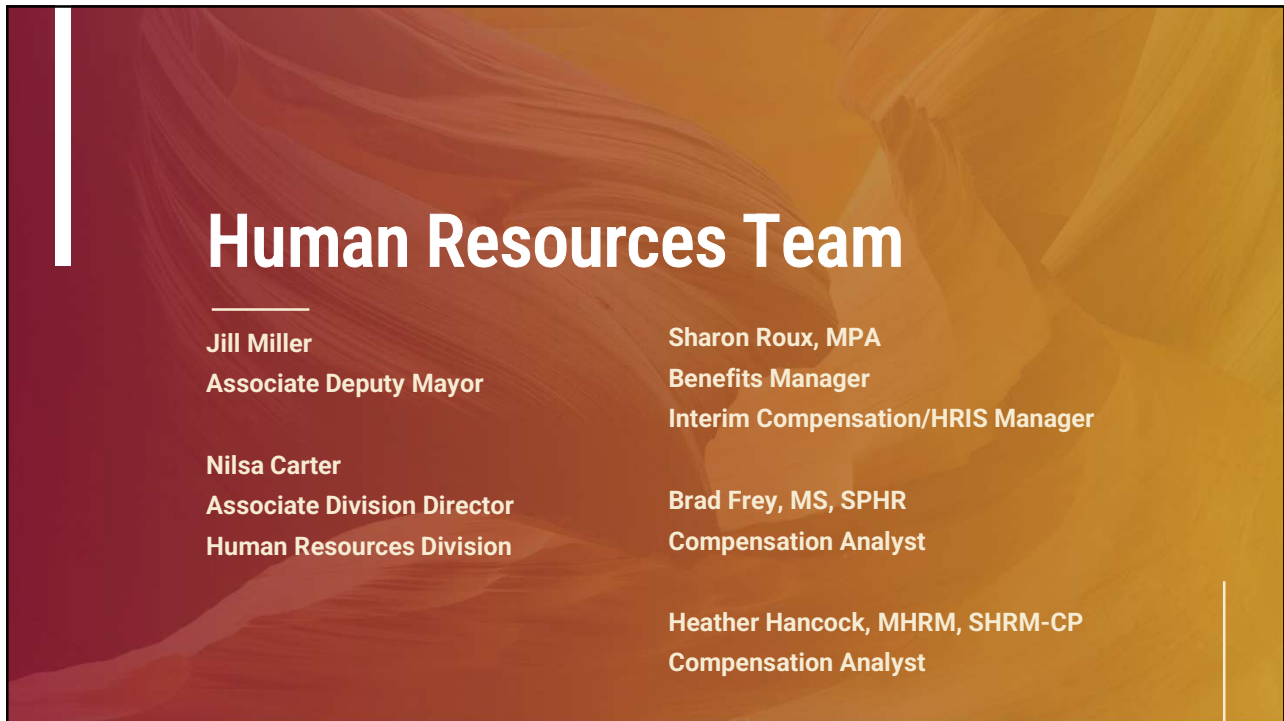 Human Resources Team
Jill Miller
Associate Deputy Mayor
Nilsa Carter
Associate Division Director
Human Resources Division
Sharon Roux, MPA
Benefits Manager
Interim Compensation/HRIS Manager
Brad Frey, MS, SPHR
Compensation Analyst
Heather Hancock, MHRM, SHRM-CP
Compensation Analyst